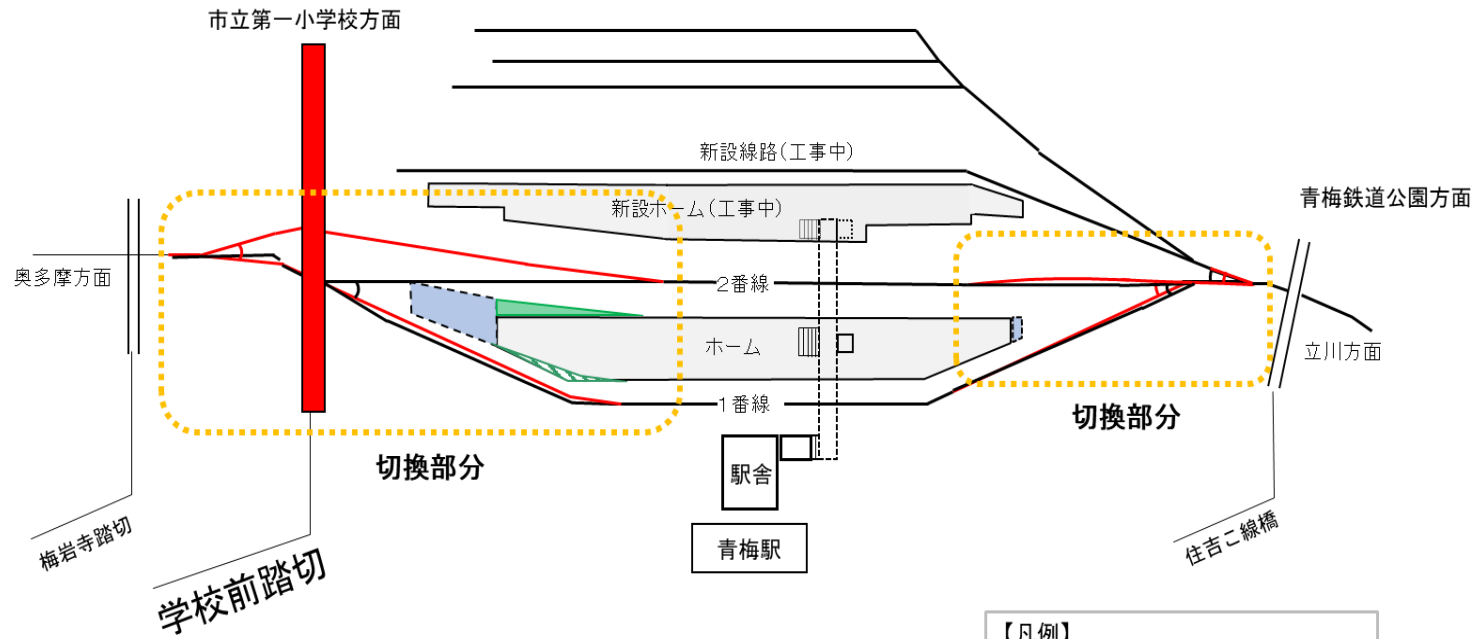 市立第一小学校方面
新設線路(工事中)
青梅鉄道公園方面
新設ホーム(工事中)
奥多摩方面
2番線
ホーム
立川方面
1番線
切換部分
切換部分
駅舎
梅岩寺踏切
住吉こ線橋
青梅駅
学校前踏切
【凡例】